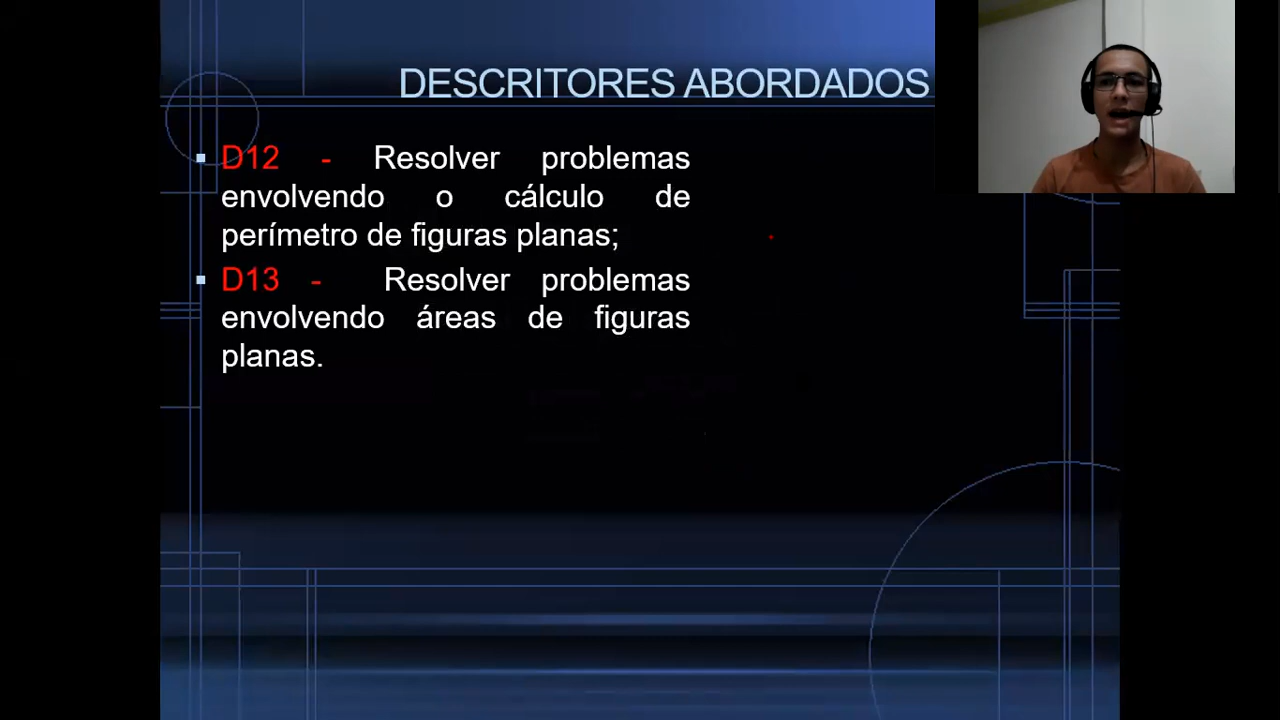 DESCRITORES ABORDADOS
▪ D12 - Resolver problemas
envolvendo o cálculo de
perímetro de figuras planas;
▪ D13 - Resolver problemas
envolvendo áreas de figuras
planas.